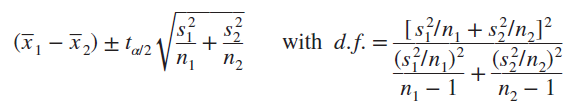 (x̄₁ − x̄₂) ± t_{α/2} √(s₁²/n₁ + s₂²/n₂) with d.f. = [s₁²/n₁ + s₂²/n₂]² / ((s₁²/n₁)²/(n₁ − 1) + (s₂²/n₂)²/(n₂ − 1))